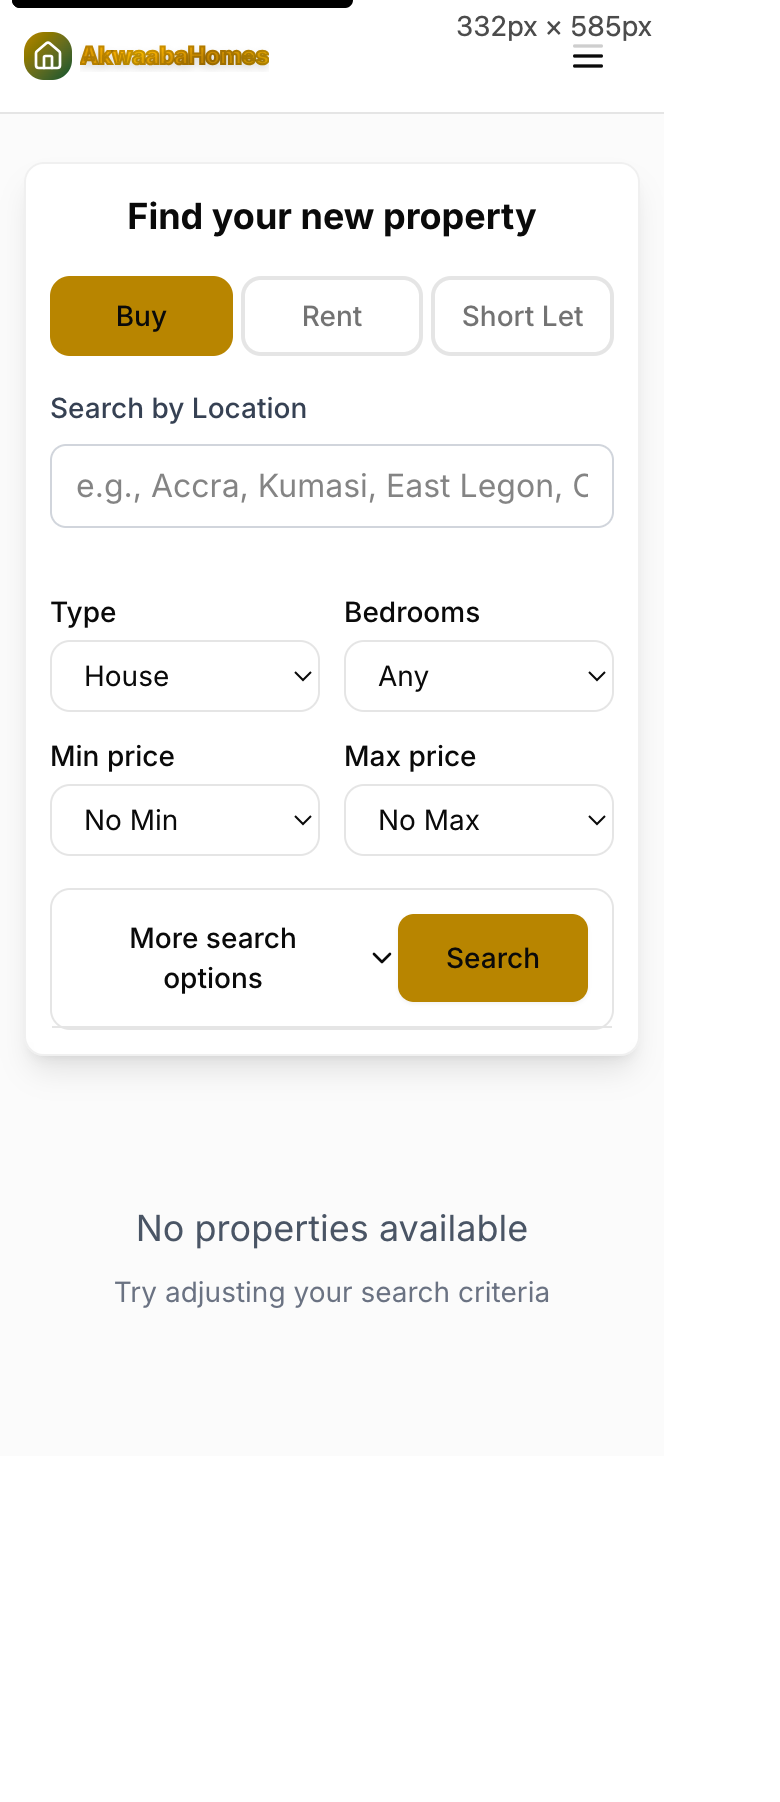 332px × 585px
AkwaabaHomes
Find your new property
Buy Rent Short Let
Search by Location
e.g., Accra, Kumasi, East Legon,
Type Bedrooms
House Any
Min price Max price
No Min No Max
More search
options
Search
No properties available
Try adjusting your search criteria